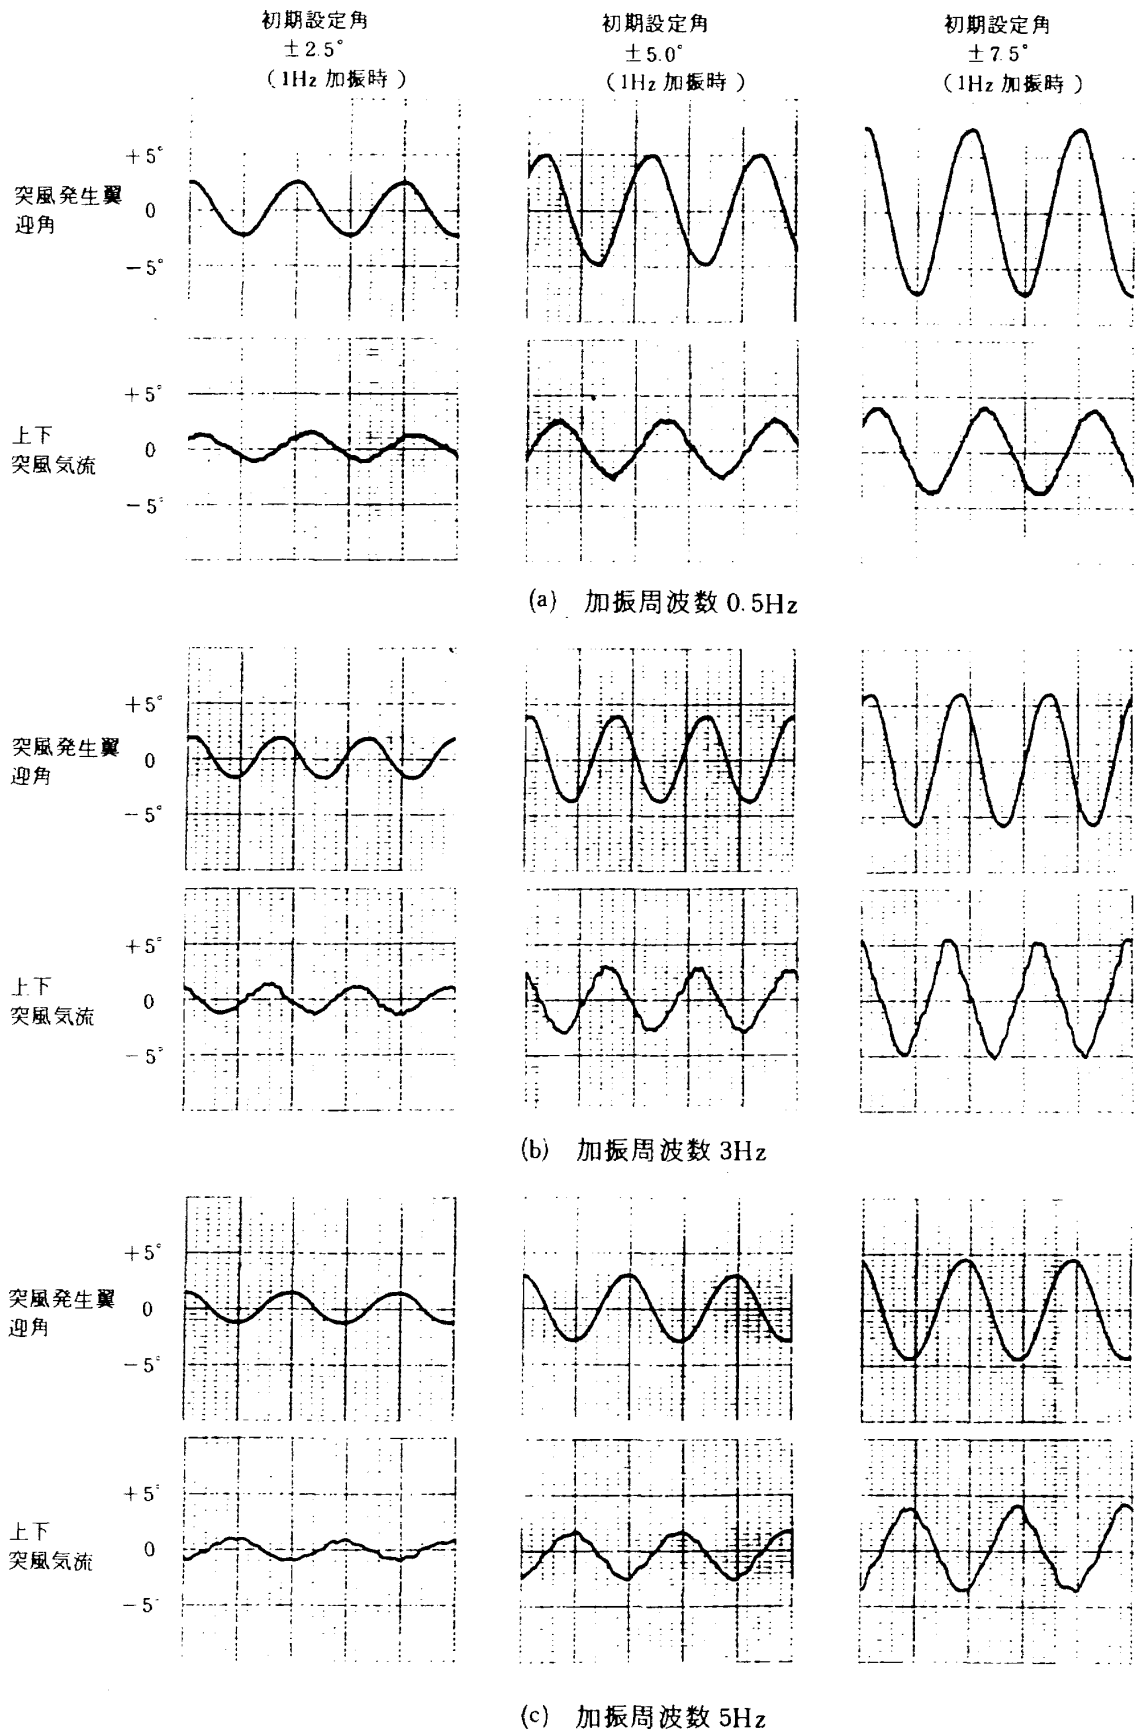 初期設定角
±2.5°
(1Hz 加振時)
初期設定角
±5.0°
(1Hz 加振時)
初期設定角
±7.5°
(1Hz 加振時)
+5°
突風発生翼
迎角
0
-5°
+5°
上下
突風気流
0
-5°
(a) 加振周波数 0.5Hz
+5°
突風発生翼
迎角
0
-5°
+5°
上下
突風気流
0
-5°
(b) 加振周波数 3Hz
+5°
突風発生翼
迎角
0
-5°
+5°
上下
突風気流
0
-5°
(c) 加振周波数 5Hz